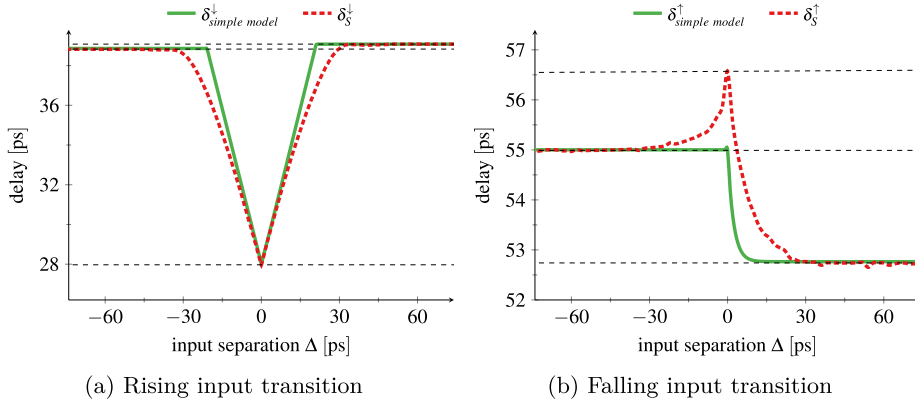 δ↓simple model δ↓S
delay [ps]
36
32
28
−60 −30 0 30 60
input separation Δ [ps]
(a) Rising input transition
δ↑simple model δ↑S
delay [ps]
57
56
55
54
53
52
−60 −30 0 30 60
input separation Δ [ps]
(b) Falling input transition